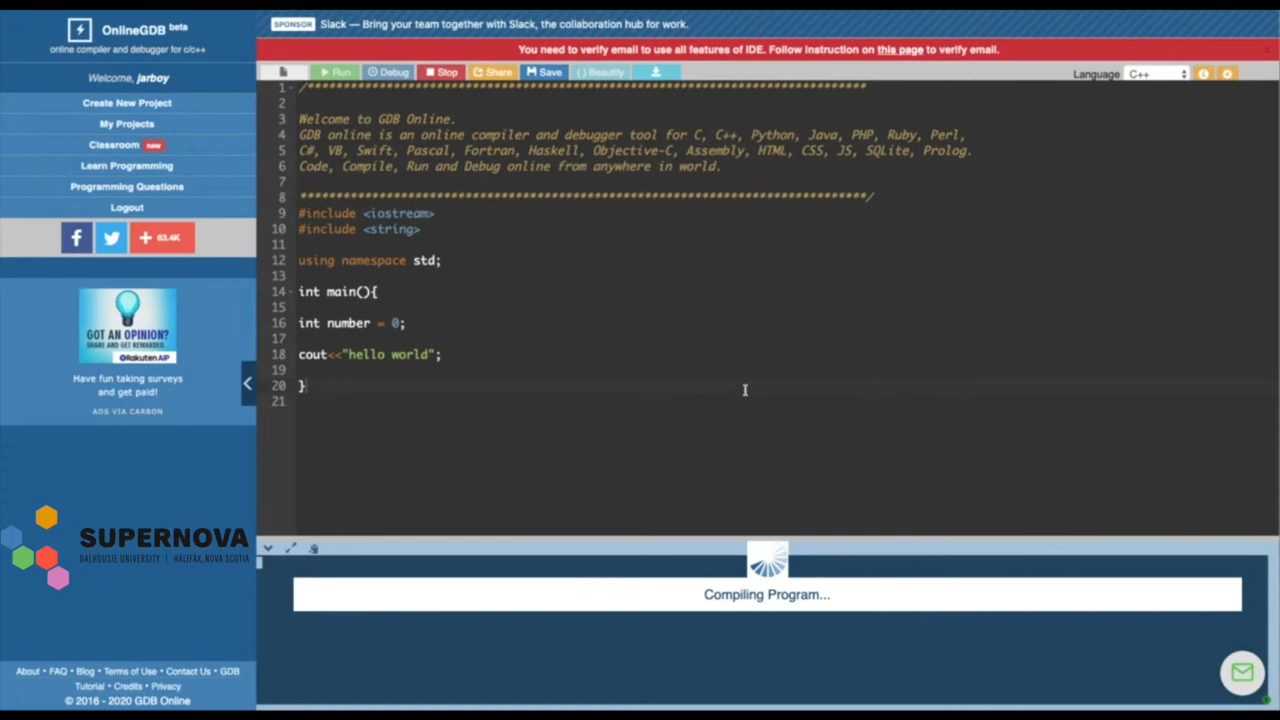 OnlineGDB beta
online compiler and debugger for c/c++
Welcome, jarboy
Create New Project
My Projects
Classroom new
Learn Programming
Programming Questions
Logout
63.4K
GOT AN OPINION?
SHARE AND GET REWARDED.
Rakuten AIP
Have fun taking surveys
and get paid!
ADS VIA CARBON
SUPERNOVA
DALHOUSIE UNIVERSITY | HALIFAX, NOVA SCOTIA
About • FAQ • Blog • Terms of Use • Contact Us • GDB
Tutorial • Credits • Privacy
© 2016 - 2020 GDB Online
SPONSOR Slack — Bring your team together with Slack, the collaboration hub for work.
You need to verify email to use all features of IDE. Follow instruction on this page to verify email.
Run Debug Stop Share Save { } Beautify Language C++
1 /******************************************************************************
2
3 Welcome to GDB Online.
4 GDB online is an online compiler and debugger tool for C, C++, Python, Java, PHP, Ruby, Perl,
5 C#, VB, Swift, Pascal, Fortran, Haskell, Objective-C, Assembly, HTML, CSS, JS, SQLite, Prolog.
6 Code, Compile, Run and Debug online from anywhere in world.
7
8 *******************************************************************************/
9 #include <iostream>
10 #include <string>
11
12 using namespace std;
13
14 int main(){
15
16 int number = 0;
17
18 cout<<"hello world";
19
20 }
21
Compiling Program...